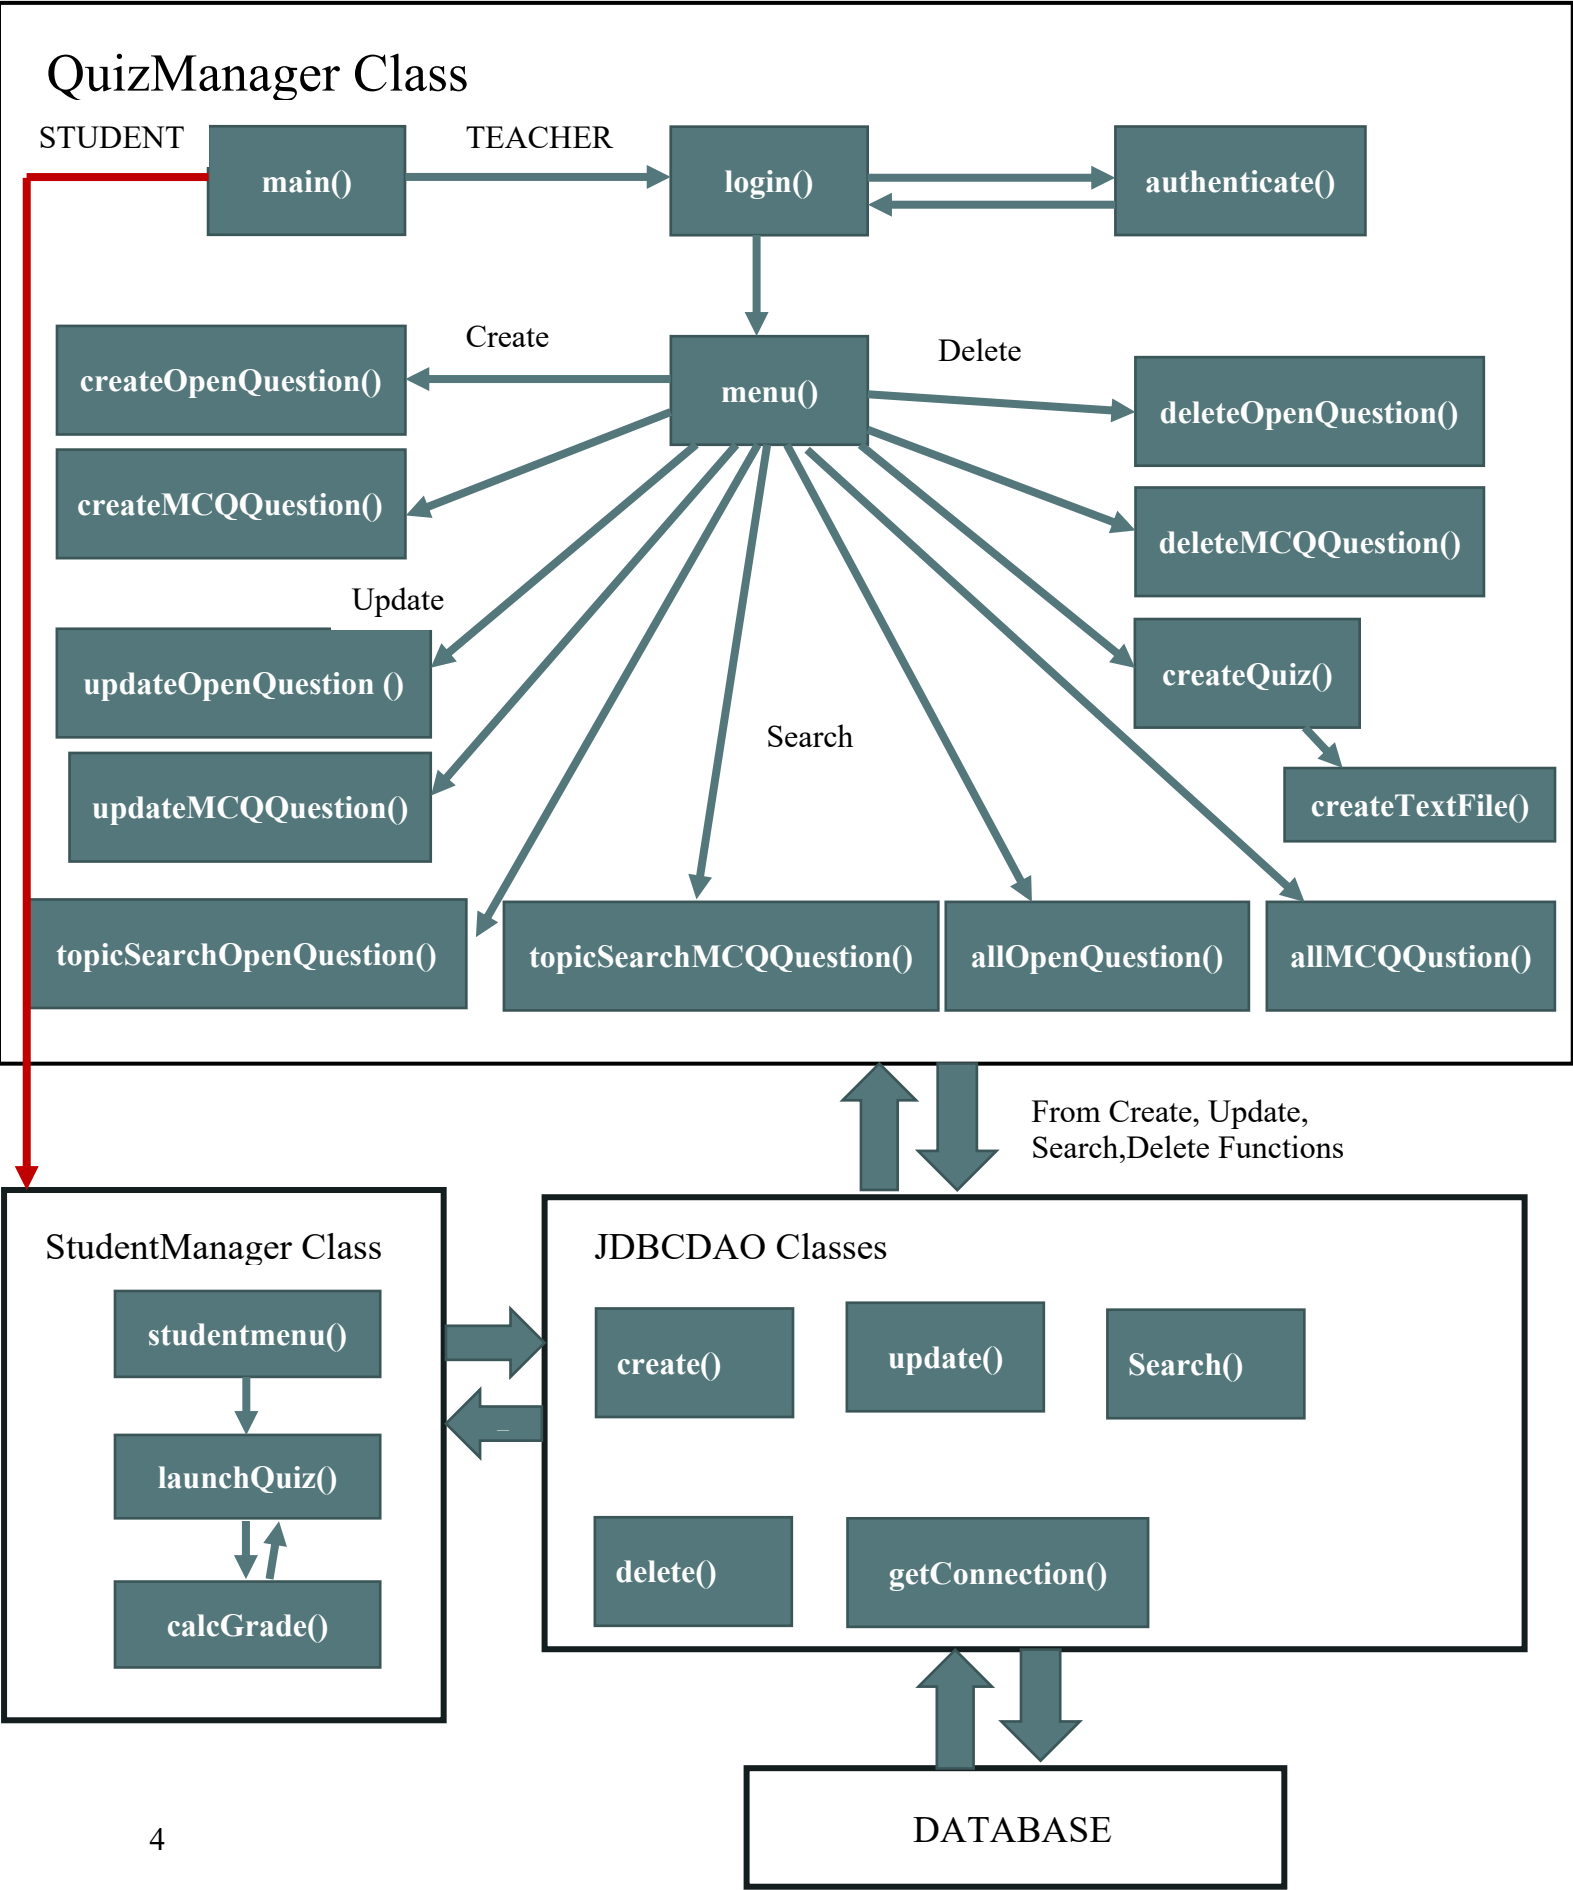 QuizManager Class
STUDENT
main()
TEACHER
login()
authenticate()
Create
Delete
createOpenQuestion()
menu()
deleteOpenQuestion()
createMCQQuestion()
deleteMCQQuestion()
Update
updateOpenQuestion ()
createQuiz()
Search
updateMCQQuestion()
createTextFile()
topicSearchOpenQuestion()
topicSearchMCQQuestion()
allOpenQuestion()
allMCQQustion()
From Create, Update,
Search,Delete Functions
StudentManager Class
JDBCDAO Classes
studentmenu()
create()
update()
Search()
launchQuiz()
delete()
getConnection()
calcGrade()
DATABASE
4